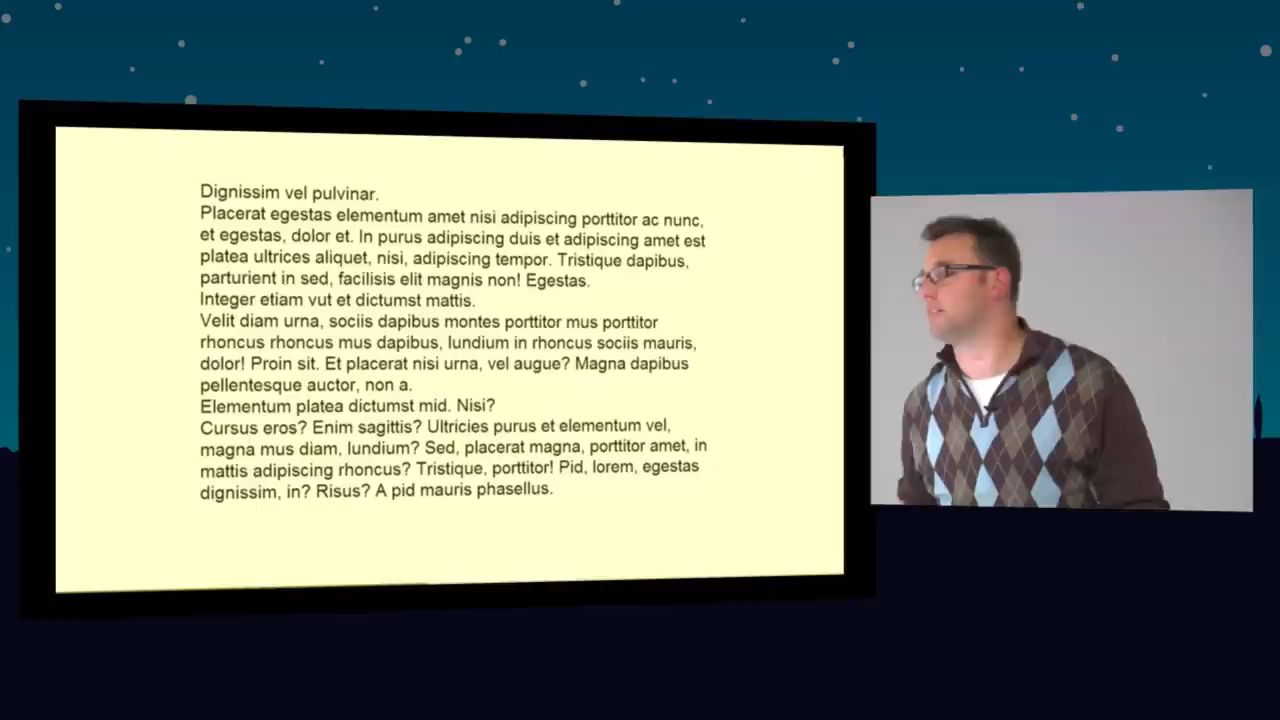 Dignissim vel pulvinar.
Placerat egestas elementum amet nisi adipiscing porttitor ac nunc,
et egestas, dolor et. In purus adipiscing duis et adipiscing amet est
platea ultrices aliquet, nisi, adipiscing tempor. Tristique dapibus,
parturient in sed, facilisis elit magnis non! Egestas.
Integer etiam vut et dictumst mattis.
Velit diam urna, sociis dapibus montes porttitor mus porttitor
rhoncus rhoncus mus dapibus, lundium in rhoncus sociis mauris,
dolor! Proin sit. Et placerat nisi urna, vel augue? Magna dapibus
pellentesque auctor, non a.
Elementum platea dictumst mid. Nisi?
Cursus eros? Enim sagittis? Ultricies purus et elementum vel,
magna mus diam, lundium? Sed, placerat magna, porttitor amet, in
mattis adipiscing rhoncus? Tristique, porttitor! Pid, lorem, egestas
dignissim, in? Risus? A pid mauris phasellus.